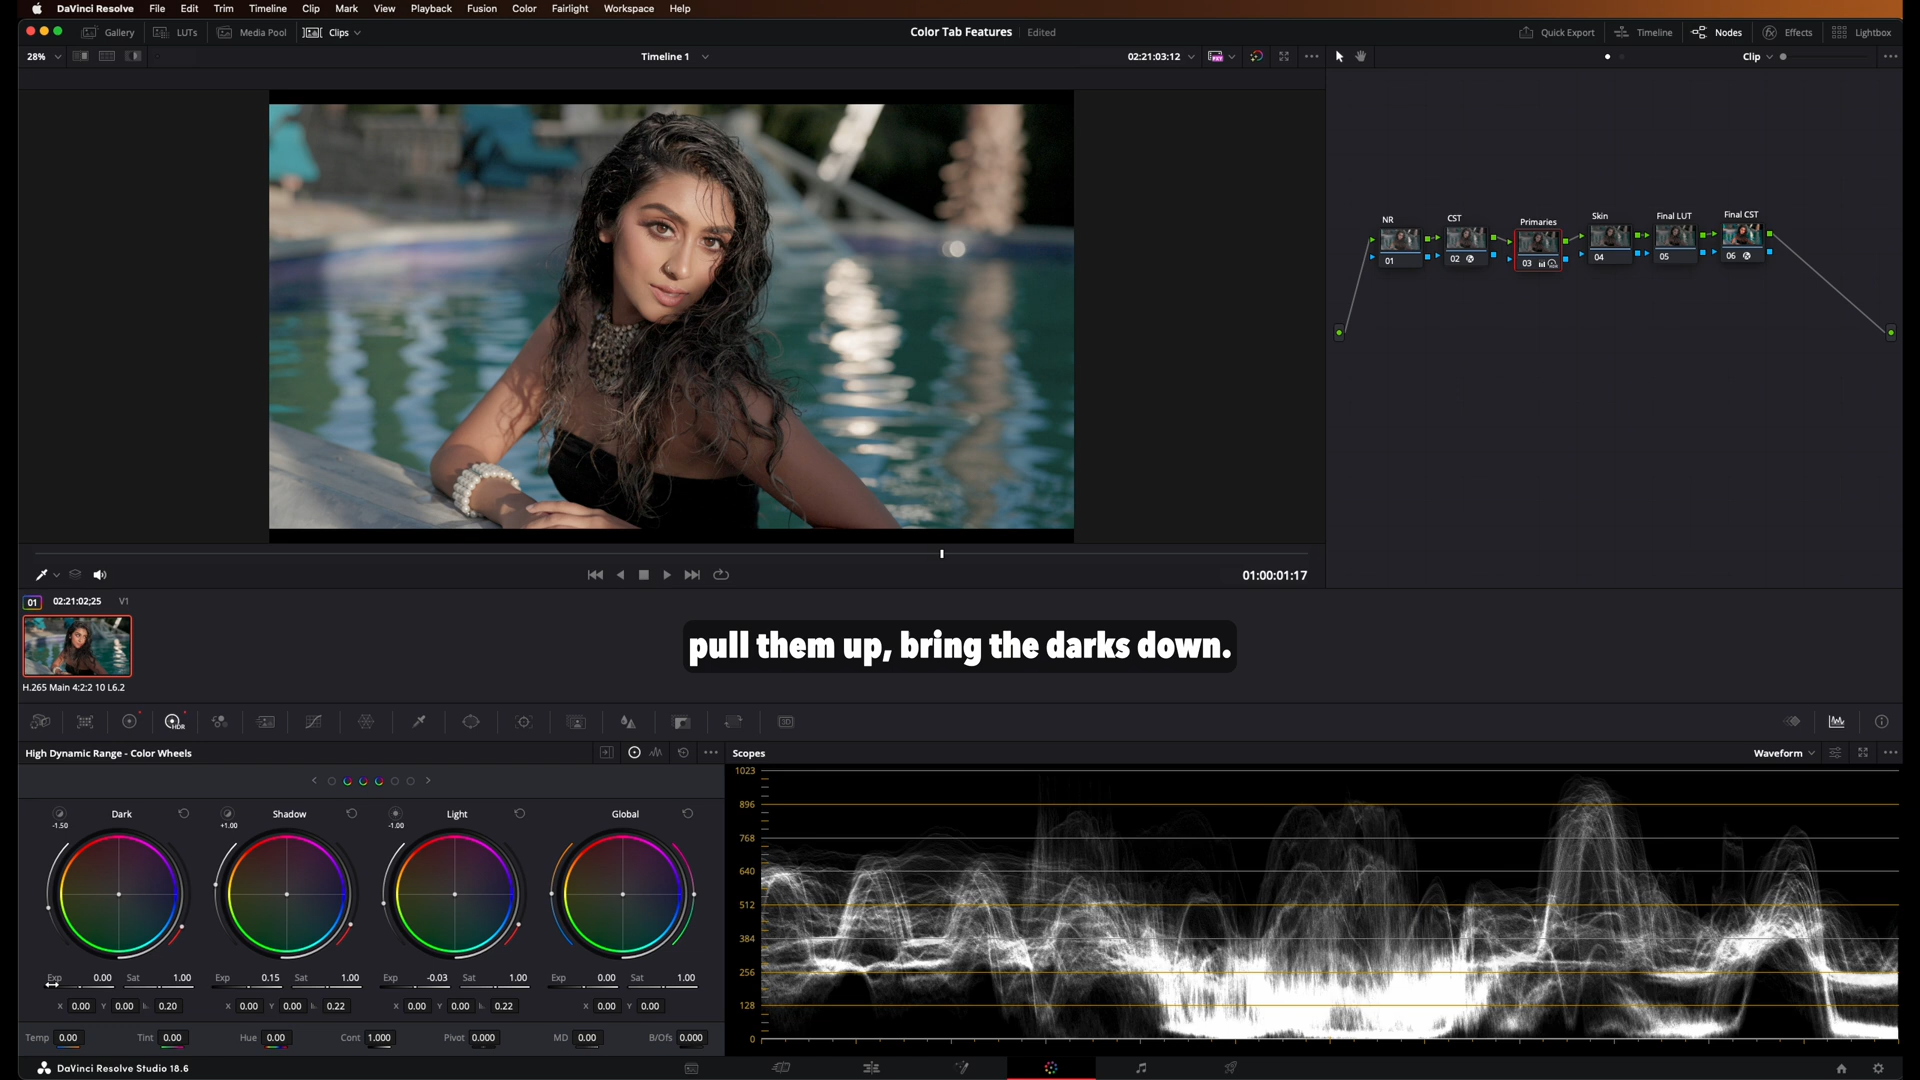 DaVinci Resolve File Edit Trim Timeline Clip Mark View Playback Fusion Color Fairlight Workspace Help
Gallery LUTs Media Pool Clips Color Tab Features Edited Quick Export Timeline Nodes Effects Lightbox
28% Timeline 1 02:21:03:12 Clip
NR CST Primaries Skin Final LUT Final CST
01 02 03 04 05 06
01:00:01:17
01 02:21:02;25 V1
pull them up, bring the darks down.
H.265 Main 4:2:2 10 L6.2
HDR 3D
High Dynamic Range - Color Wheels
Scopes Waveform
Dark Shadow Light Global
-1.50 +1.00 -1.00
Exp 0.00 Sat 1.00 Exp 0.15 Sat 1.00 Exp -0.03 Sat 1.00 Exp 0.00 Sat 1.00
X 0.00 Y 0.00 0.20 X 0.00 Y 0.00 0.22 X 0.00 Y 0.00 0.22 X 0.00 Y 0.00
Temp 0.00 Tint 0.00 Hue 0.00 Cont 1.000 Pivot 0.000 MD 0.00 B/Ofs 0.000
1023
896
768
640
512
384
256
128
0
DaVinci Resolve Studio 18.6